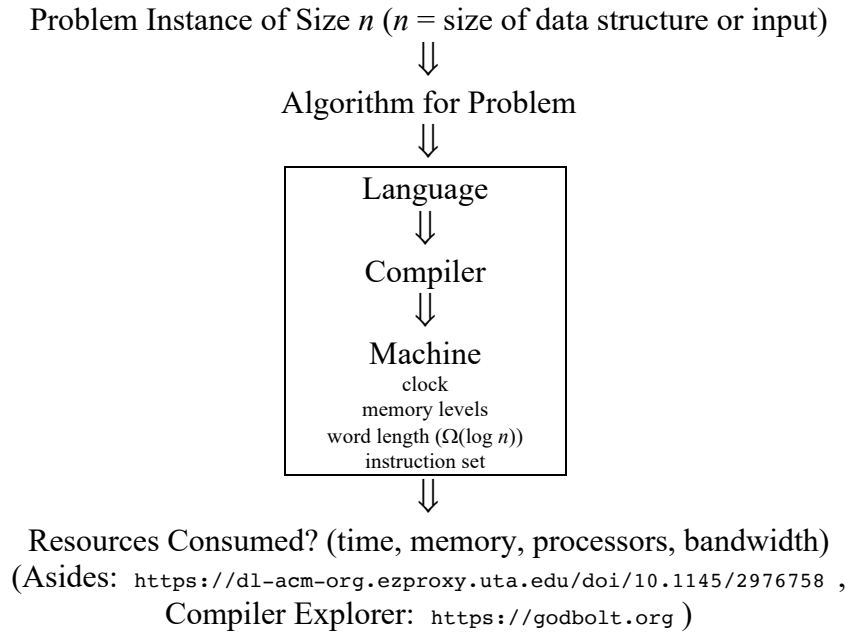 Problem Instance of Size n (n = size of data structure or input)
⇓
Algorithm for Problem
⇓
Language
⇓
Compiler
⇓
Machine
clock
memory levels
word length (Ω(log n))
instruction set
⇓
Resources Consumed? (time, memory, processors, bandwidth)
(Asides: https://dl-acm-org.ezproxy.uta.edu/doi/10.1145/2976758 ,
Compiler Explorer: https://godbolt.org )